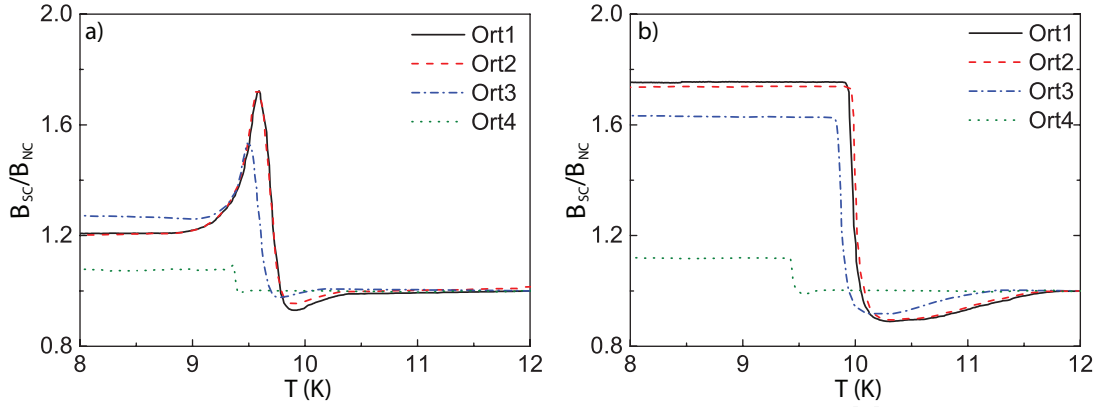 a)
Ort1
Ort2
Ort3
Ort4
2.0
1.6
1.2
0.8
B_SC/B_NC
8
9
10
11
12
T (K)
b)
Ort1
Ort2
Ort3
Ort4
2.0
1.6
1.2
0.8
B_SC/B_NC
8
9
10
11
12
T (K)